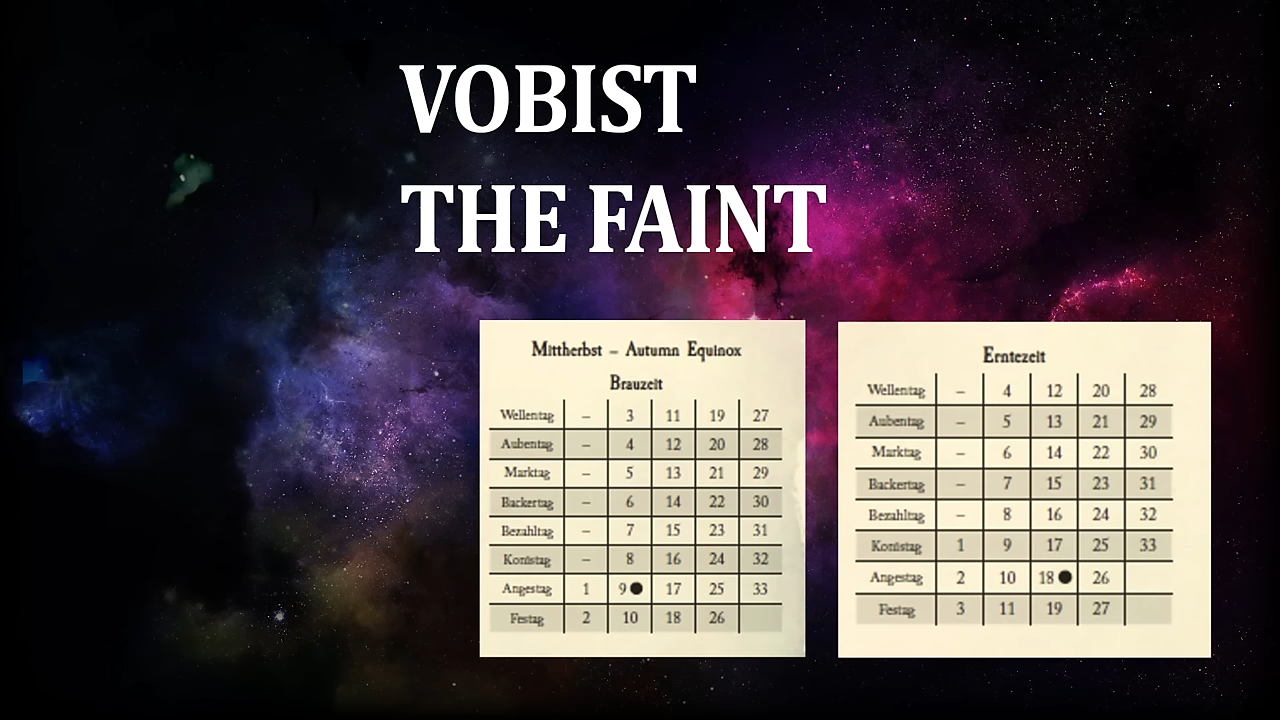 VOBIST
THE FAINT
Mittherbst – Autumn Equinox
Brauzeit
Wellentag – 3 11 19 27
Aubentag – 4 12 20 28
Marktag – 5 13 21 29
Backertag – 6 14 22 30
Bezahltag – 7 15 23 31
Konistag – 8 16 24 32
Angestag 1 9 ● 17 25 33
Festag 2 10 18 26
Erntezeit
Wellentag – 4 12 20 28
Aubentag – 5 13 21 29
Marktag – 6 14 22 30
Backertag – 7 15 23 31
Bezahltag – 8 16 24 32
Konistag 1 9 17 25 33
Angestag 2 10 18 ● 26
Festag 3 11 19 27